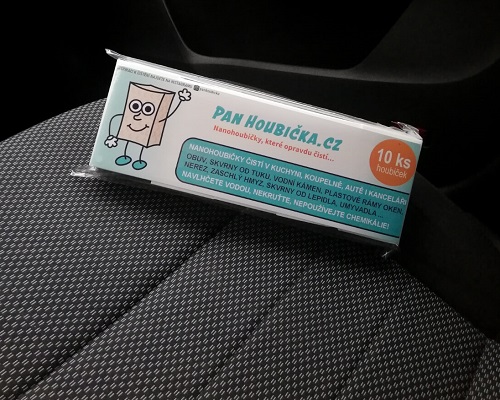 PAN HOUBIČKA.CZ
Nanohoubičky, které opravdu čistí...
10 ks
houbiček
NANOHOUBIČKY ČISTÍ V KUCHYNI, KOUPELNĚ, AUTĚ I KANCELÁŘI
OBUV, SKVRNY OD TUKU, VODNÍ KÁMEN, PLASTOVÉ RÁMY OKEN,
NEREZ, ZASCHLÝ HMYZ, SKVRNY OD LEPIDLA, UMYVADLA...
NAVLHČETE VODOU, NEKRUŤTE, NEPOUŽÍVEJTE CHEMIKÁLIE!